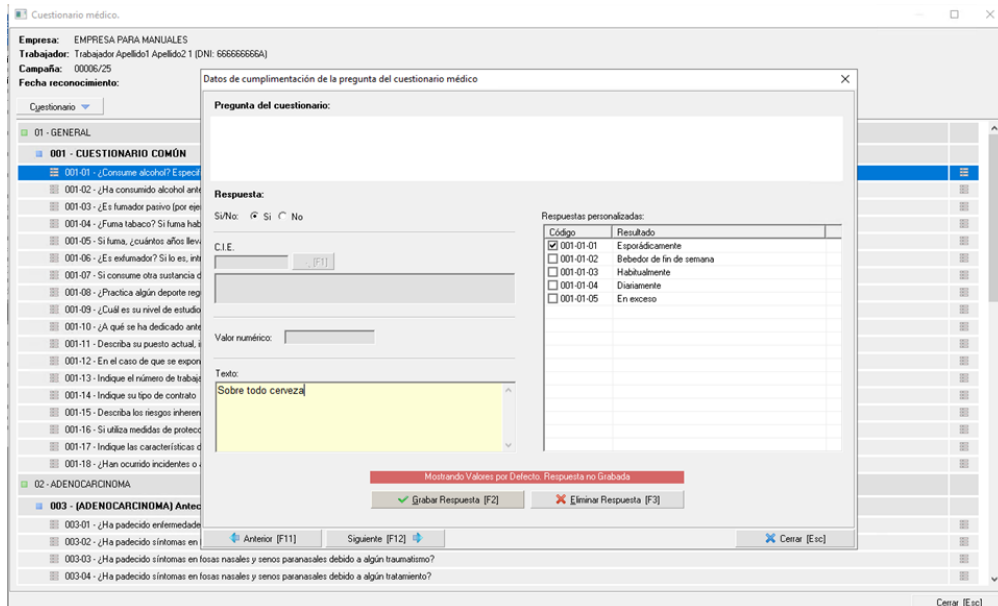 Cuestionario médico.
Empresa: EMPRESA PARA MANUALES
Trabajador: Trabajador Apellido1 Apellido2 1 (DNI: 666666666A)
Campaña: 00006/25
Fecha reconocimiento:
Cuestionario
01 - GENERAL
001 - CUESTIONARIO COMÚN
001-01 - ¿Consume alcohol? Especif
001-02 - ¿Ha consumido alcohol ante
001-03 - ¿Es fumador pasivo (por eje
001-04 - ¿Fuma tabaco? Si fuma hab
001-05 - Si fuma, ¿cuántos años llev
001-06 - ¿Es exfumador? Si lo es, int
001-07 - Si consume otra sustancia d
001-08 - ¿Practica algún deporte reg
001-09 - ¿Cuál es su nivel de estudio
001-10 - ¿A qué se ha dedicado ante
001-11 - Describa su puesto actual, i
001-12 - En el caso de que se expon
001-13 - Indique el número de trabaja
001-14 - Indique su tipo de contrato
001-15 - Describa los riesgos inheren
001-16 - Si utiliza medidas de protecc
001-17 - Indique las características d
001-18 - ¿Han ocurrido incidentes o
02 - ADENOCARCINOMA
003 - (ADENOCARCINOMA) Antec
003-01 - ¿Ha padecido enfermedade
003-02 - ¿Ha padecido síntomas en
003-03 - ¿Ha padecido síntomas en fosas nasales y senos paranasales debido a algún traumatismo?
003-04 - ¿Ha padecido síntomas en fosas nasales y senos paranasales debido a algún tratamiento?
Cerrar [Esc]
Datos de cumplimentación de la pregunta del cuestionario médico
Pregunta del cuestionario:
Respuesta:
Si/No: Si No
C.I.E.
... [F1]
Valor numérico:
Texto:
Sobre todo cerveza
Respuestas personalizadas:
Código Resultado
001-01-01 Esporádicamente
001-01-02 Bebedor de fin de semana
001-01-03 Habitualmente
001-01-04 Diariamente
001-01-05 En exceso
Mostrando Valores por Defecto. Respuesta no Grabada
Grabar Respuesta [F2] Eliminar Respuesta [F3]
Anterior [F11] Siguiente [F12] Cerrar [Esc]